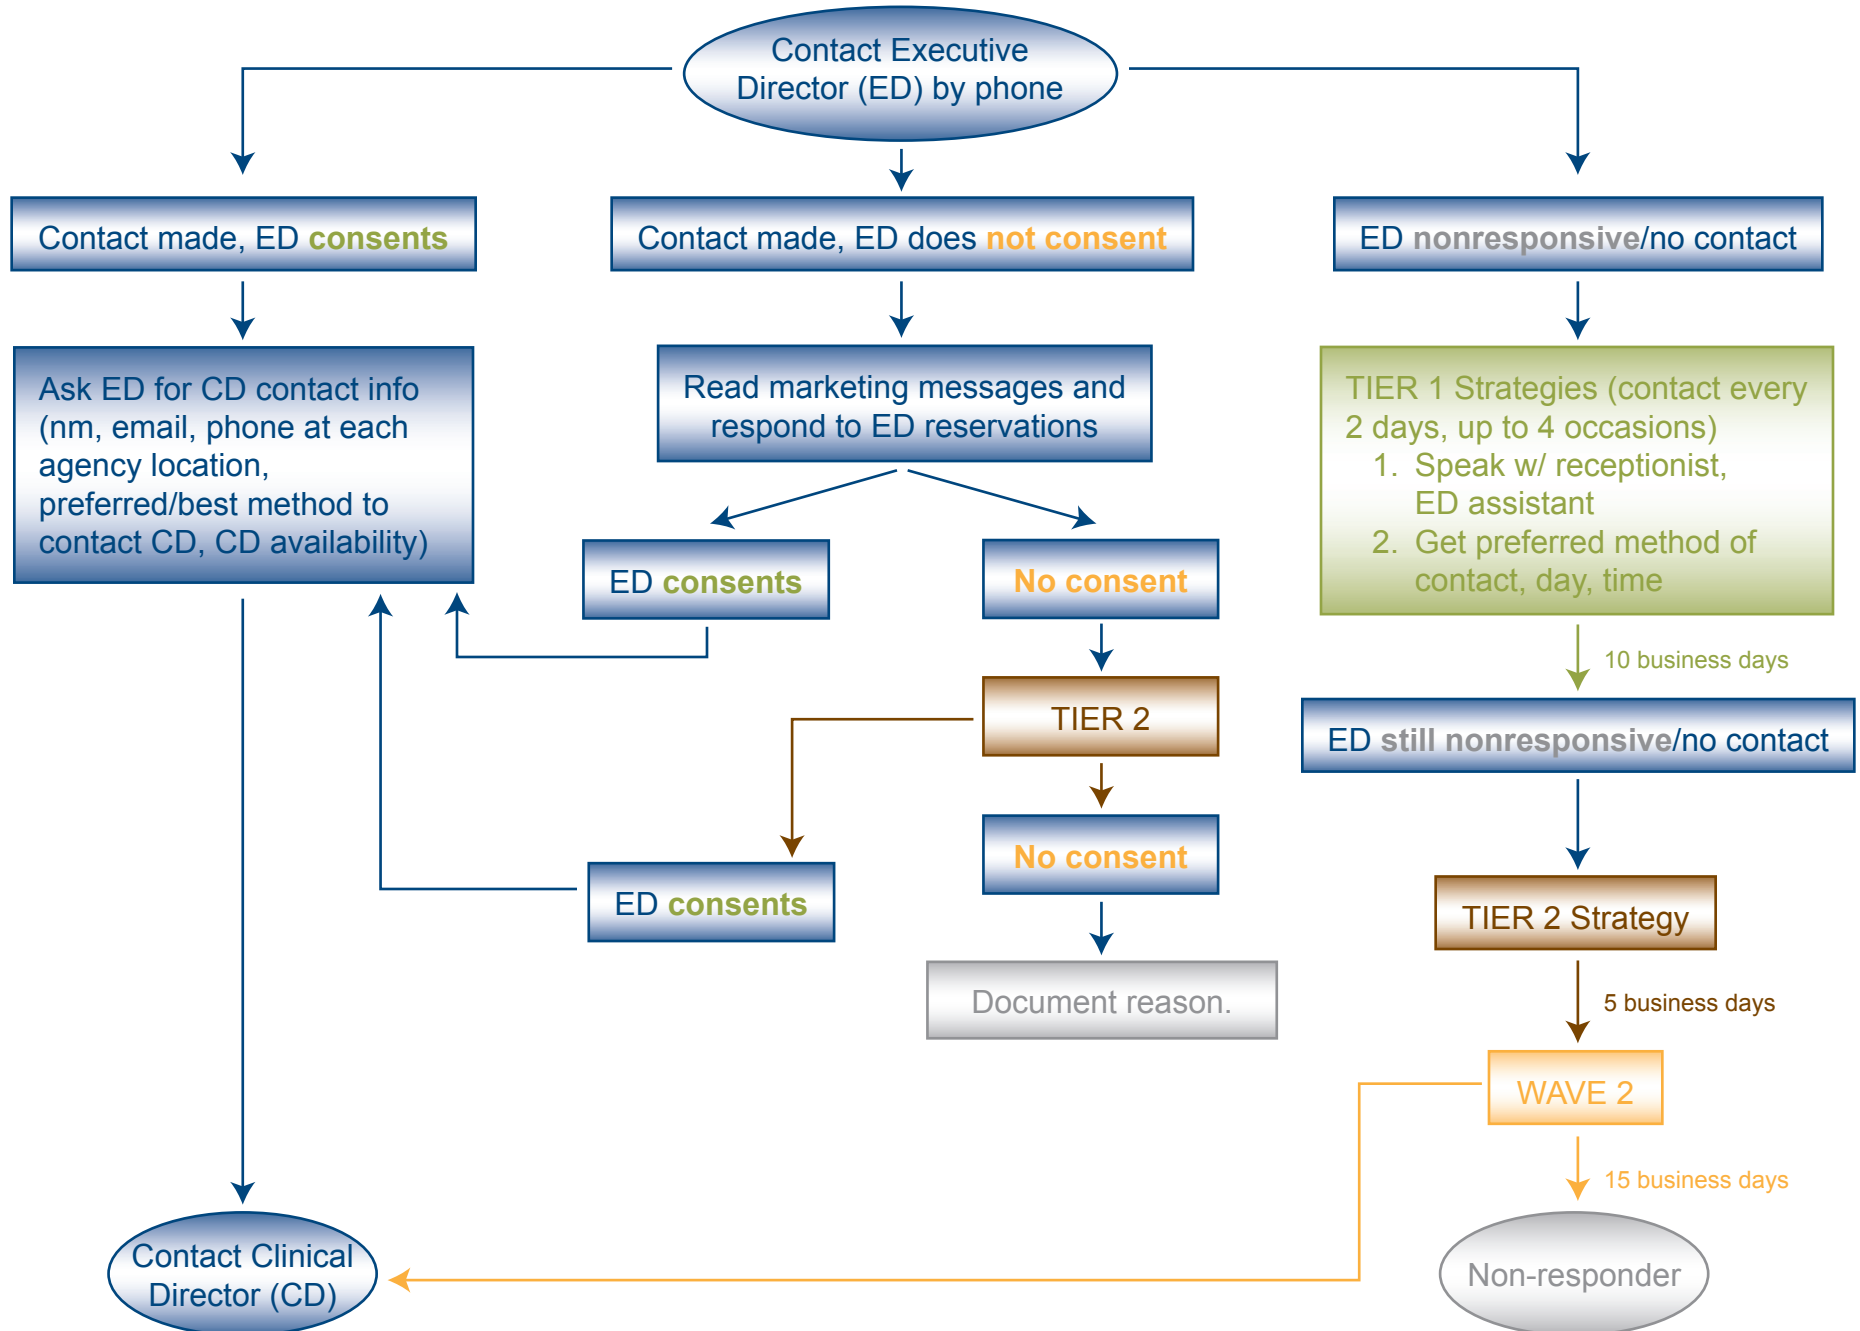 Contact Executive
Director (ED) by phone
Contact made, ED consents
Contact made, ED does not consent
ED nonresponsive/no contact
Ask ED for CD contact info
(nm, email, phone at each
agency location,
preferred/best method to
contact CD, CD availability)
Read marketing messages and
respond to ED reservations
TIER 1 Strategies (contact every
2 days, up to 4 occasions)
1. Speak w/ receptionist,
ED assistant
2. Get preferred method of
contact, day, time
ED consents
No consent
10 business days
TIER 2
ED still nonresponsive/no contact
No consent
ED consents
TIER 2 Strategy
Document reason.
5 business days
WAVE 2
15 business days
Contact Clinical
Director (CD)
Non-responder